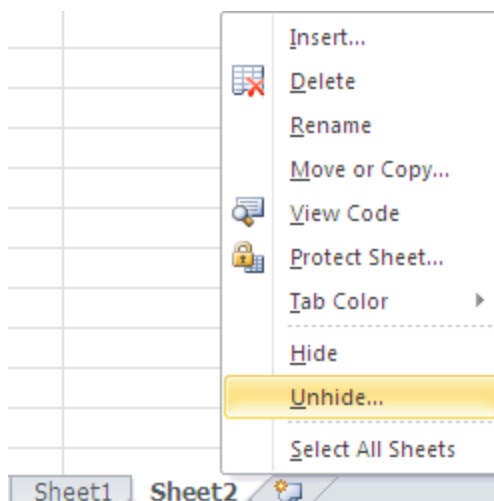 Insert...
Delete
Rename
Move or Copy...
View Code
Protect Sheet...
Tab Color
Hide
Unhide...
Select All Sheets
Sheet1 Sheet2